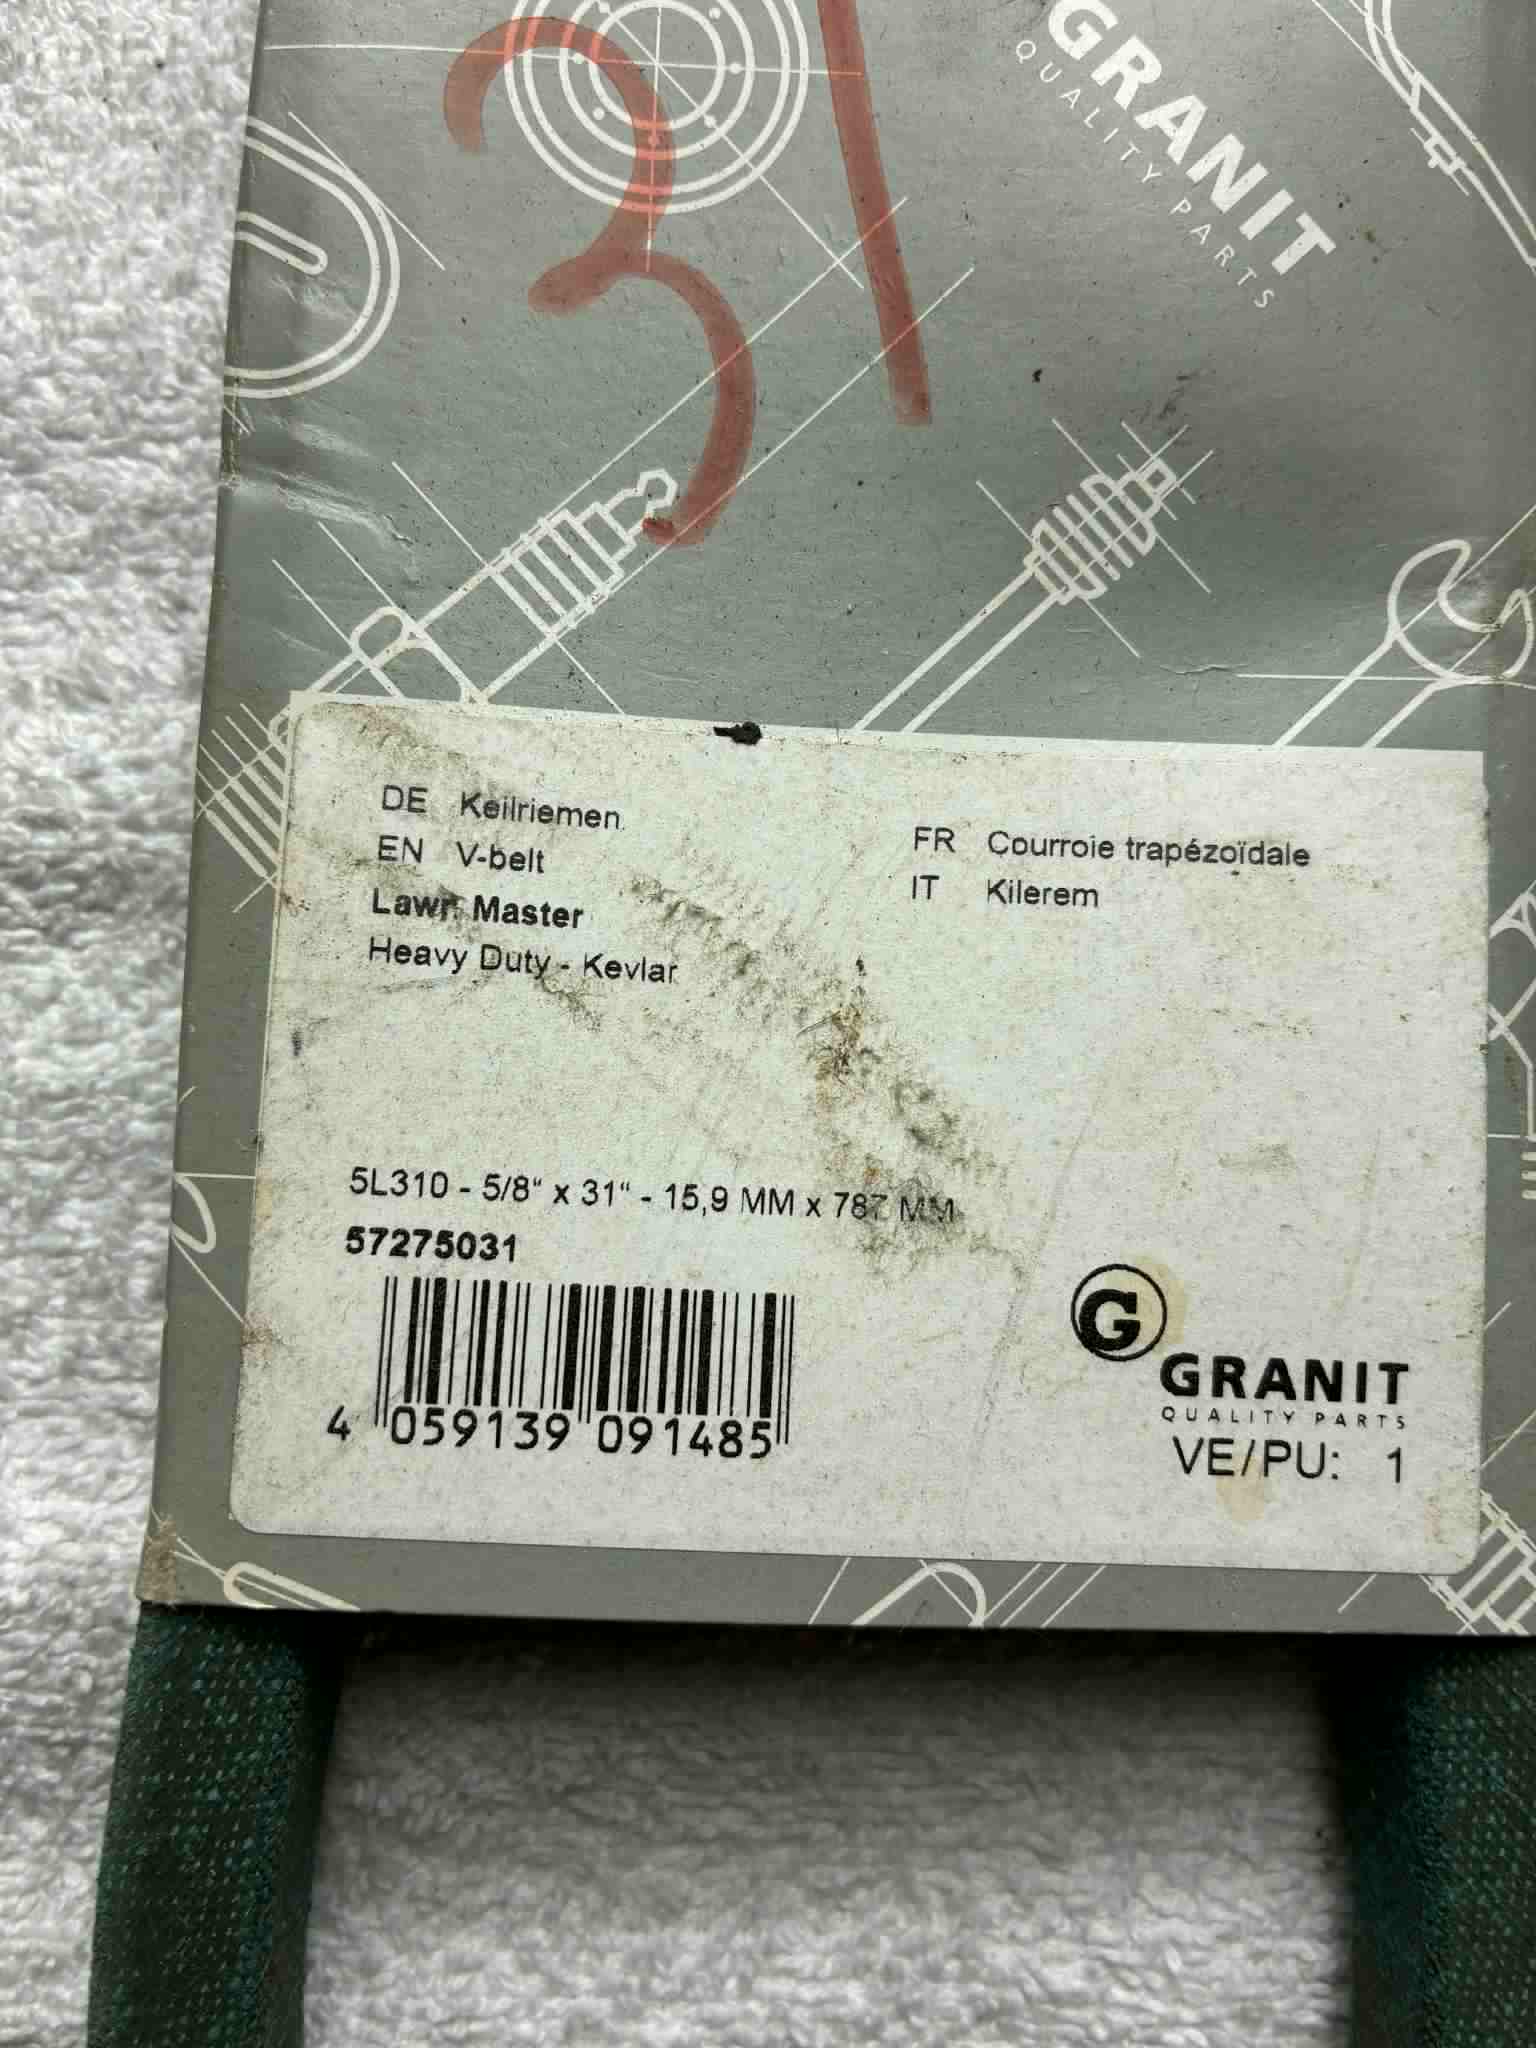 31
GRANIT
QUALITY PARTS
DE Keilriemen
EN V-belt
FR Courroie trapézoïdale
IT Kilerem
Lawn Master
Heavy Duty - Kevlar
5L310 - 5/8“ x 31“ - 15,9 MM x 787 MM
57275031
4 059139 091485
G
GRANIT
QUALITY PARTS
VE/PU: 1